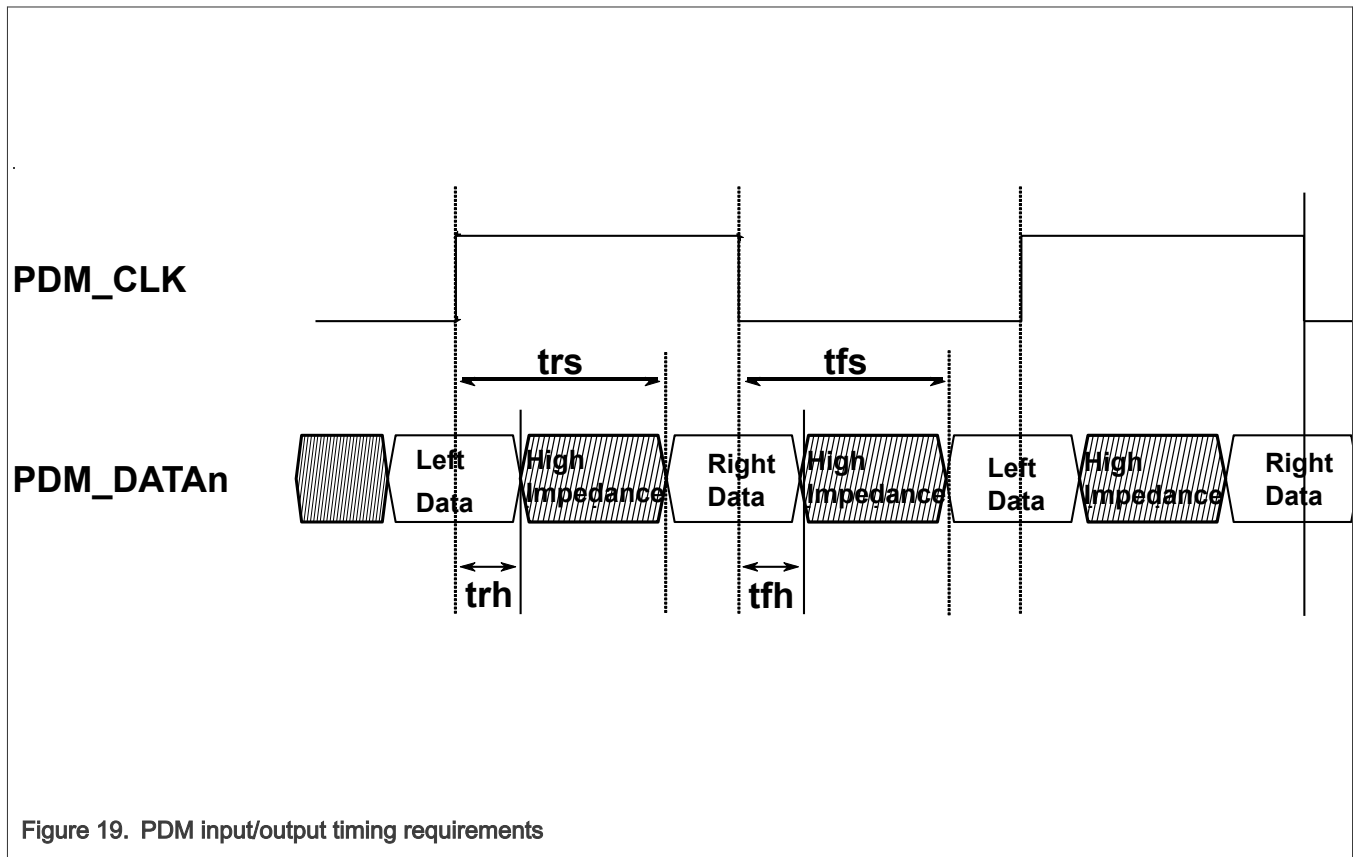 PDM_CLK
trs
tfs
PDM_DATAn
Left
Data
High
Impedance
Right
Data
High
Impedance
Left
Data
High
Impedance
Right
Data
trh
tfh
Figure 19. PDM input/output timing requirements